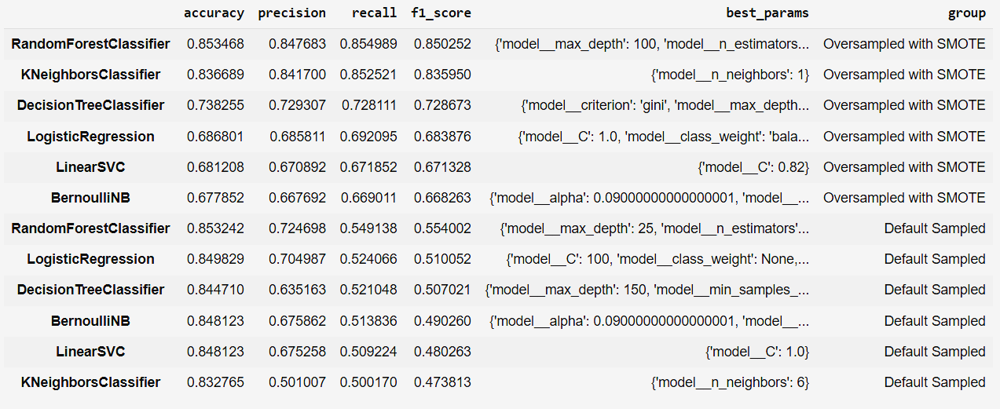 accuracy precision recall f1_score best_params group
RandomForestClassifier 0.853468 0.847683 0.854989 0.850252 {'model__max_depth': 100, 'model__n_estimators... Oversampled with SMOTE
KNeighborsClassifier 0.836689 0.841700 0.852521 0.835950 {'model__n_neighbors': 1} Oversampled with SMOTE
DecisionTreeClassifier 0.738255 0.729307 0.728111 0.728673 {'model__criterion': 'gini', 'model__max_depth... Oversampled with SMOTE
LogisticRegression 0.686801 0.685811 0.692095 0.683876 {'model__C': 1.0, 'model__class_weight': 'bala... Oversampled with SMOTE
LinearSVC 0.681208 0.670892 0.671852 0.671328 {'model__C': 0.82} Oversampled with SMOTE
BernoulliNB 0.677852 0.667692 0.669011 0.668263 {'model__alpha': 0.09000000000000001, 'model__... Oversampled with SMOTE
RandomForestClassifier 0.853242 0.724698 0.549138 0.554002 {'model__max_depth': 25, 'model__n_estimators'... Default Sampled
LogisticRegression 0.849829 0.704987 0.524066 0.510052 {'model__C': 100, 'model__class_weight': None,... Default Sampled
DecisionTreeClassifier 0.844710 0.635163 0.521048 0.507021 {'model__max_depth': 150, 'model__min_samples_... Default Sampled
BernoulliNB 0.848123 0.675862 0.513836 0.490260 {'model__alpha': 0.09000000000000001, 'model__... Default Sampled
LinearSVC 0.848123 0.675258 0.509224 0.480263 {'model__C': 1.0} Default Sampled
KNeighborsClassifier 0.832765 0.501007 0.500170 0.473813 {'model__n_neighbors': 6} Default Sampled